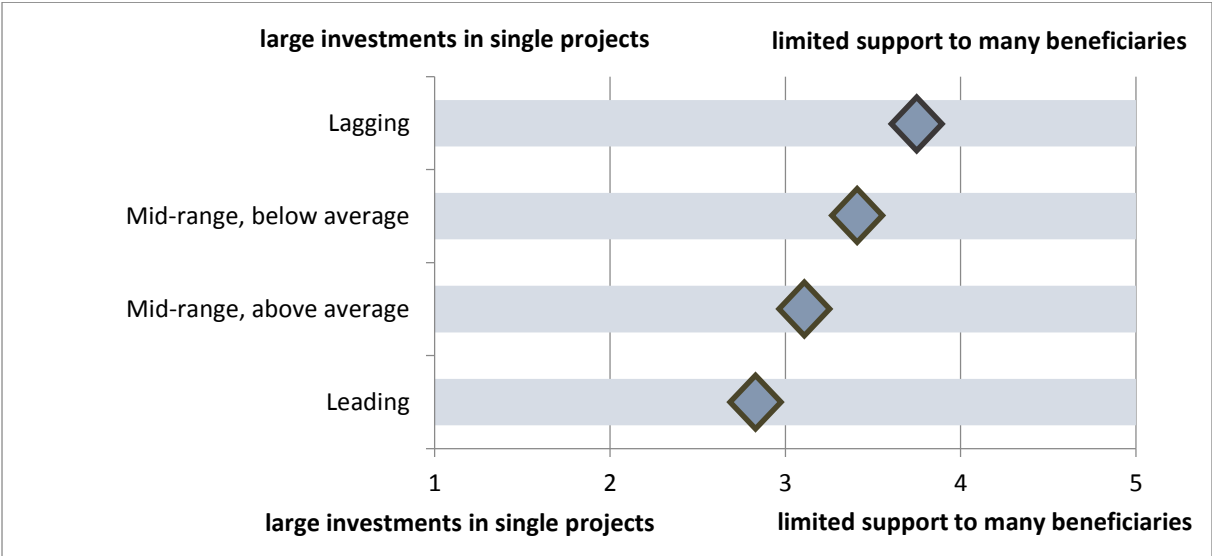 large investments in single projects limited support to many beneficiaries
Lagging
Mid-range, below average
Mid-range, above average
Leading
1 2 3 4 5
large investments in single projects limited support to many beneficiaries